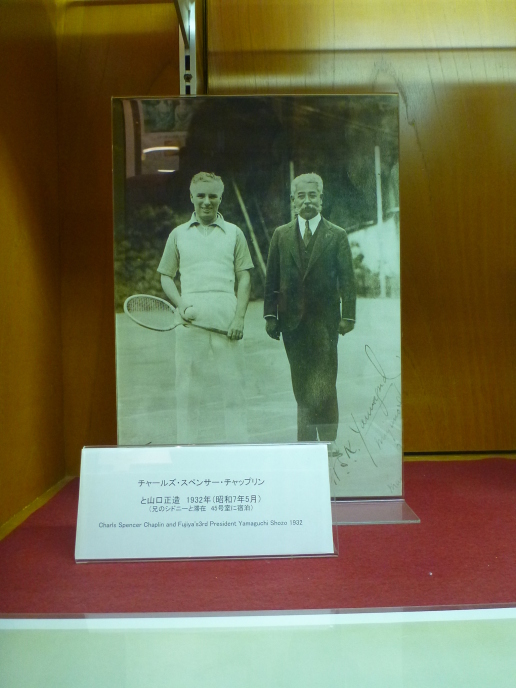 チャールズ・スペンサー・チャップリン
と山口正造 1932年(昭和7年5月)
(兄のシドニーと滞在 45号室に宿泊)
Charls Spencer Chaplin and Fujiya's3rd President Yamaguchi Shozo 1932